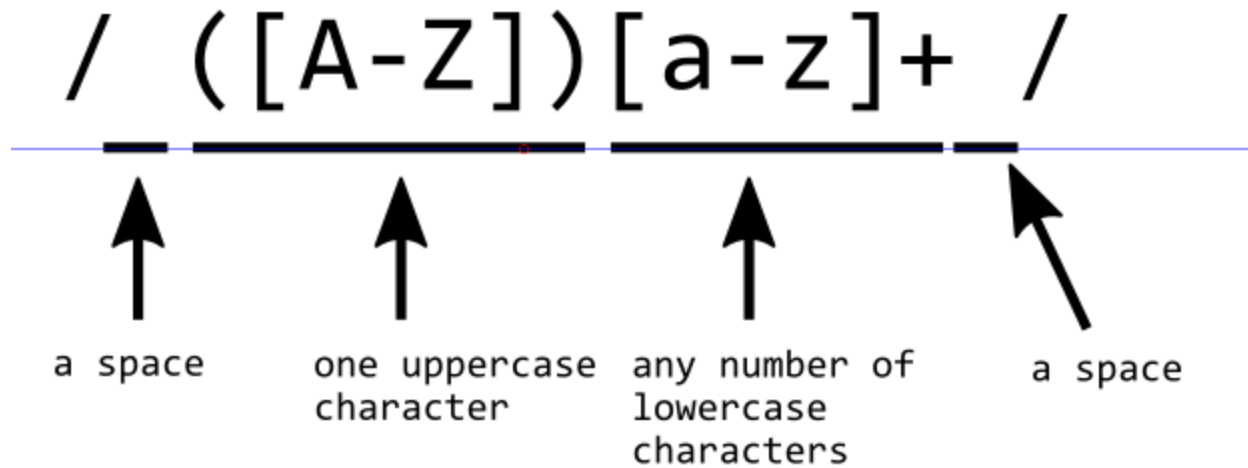 / ([A-Z])[a-z]+ /
a space
one uppercase
character
any number of
lowercase
characters
a space